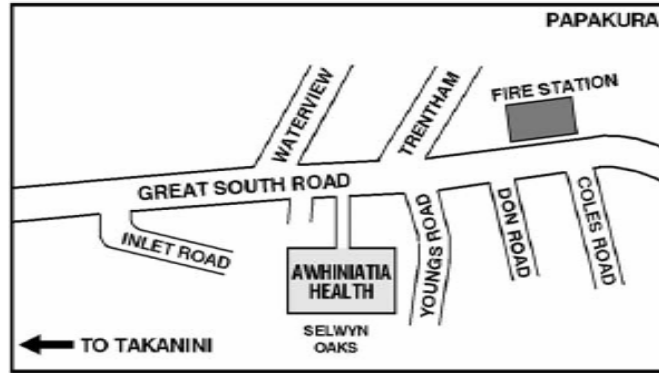 PAPAKURA
FIRE STATION
WATERVIEW
TRENTHAM
GREAT SOUTH ROAD
INLET ROAD
AWHINIATIA
HEALTH
SELWYN
OAKS
YOUNGS ROAD
DON ROAD
COLES ROAD
TO TAKANINI